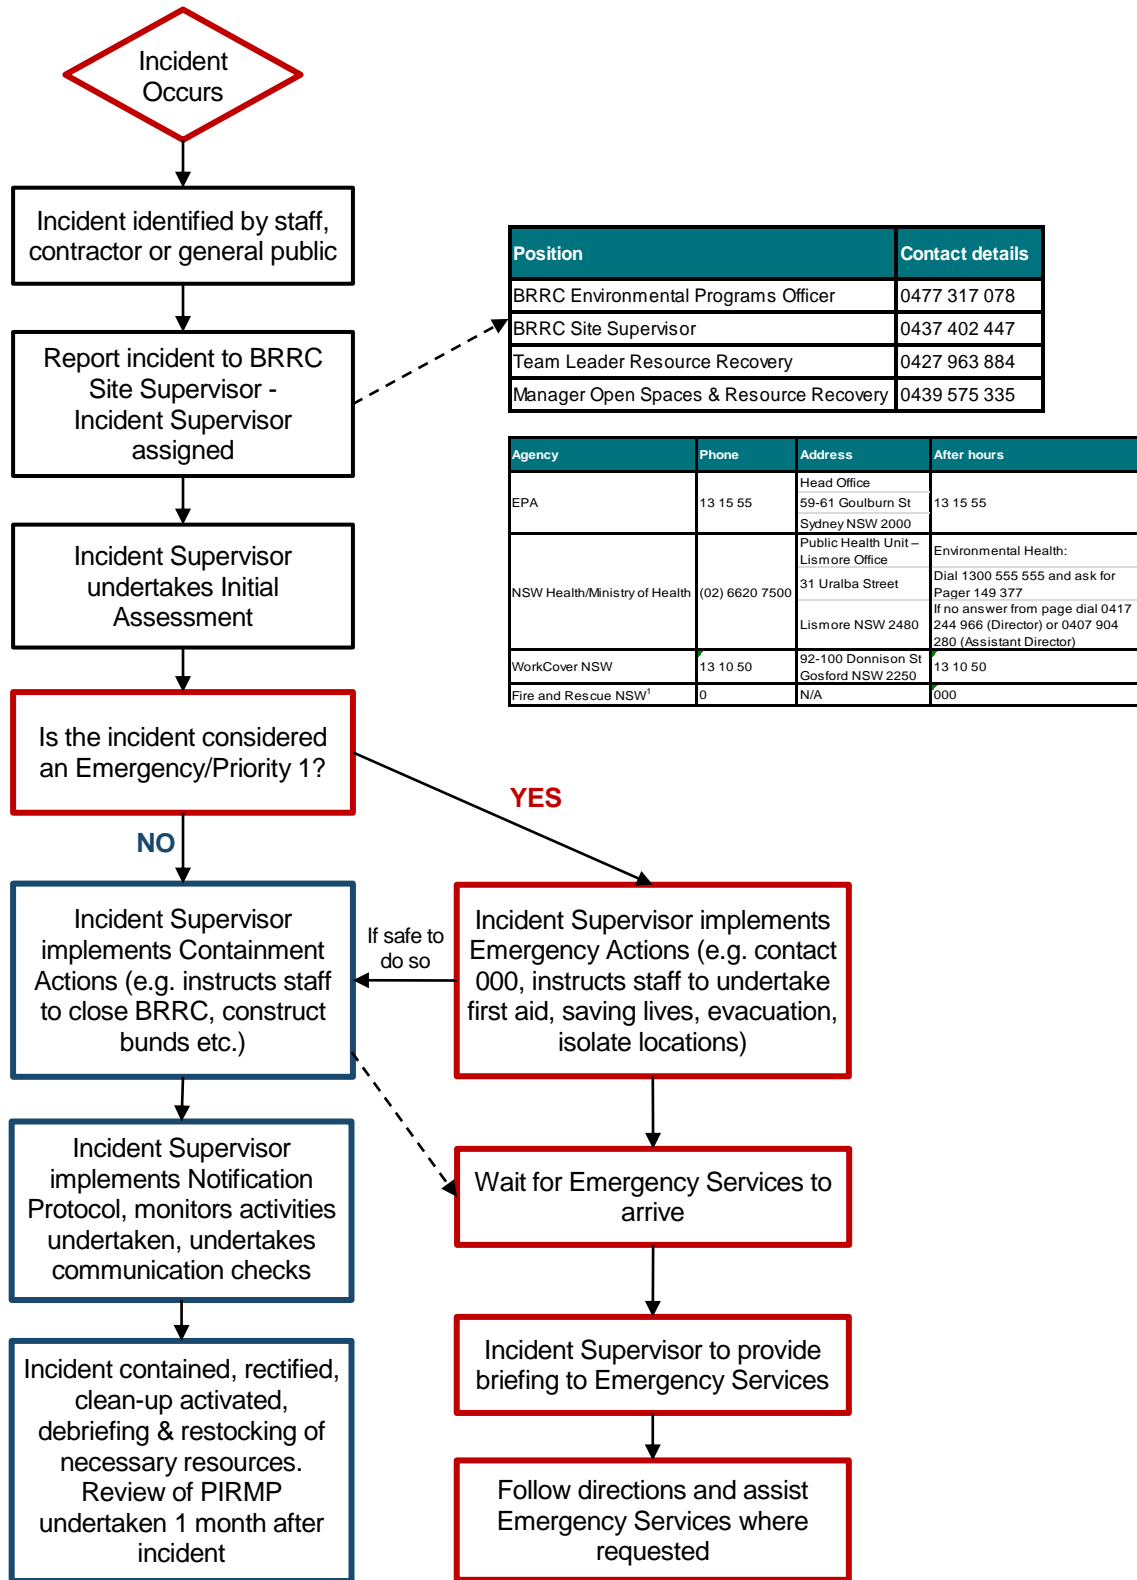 Incident
Occurs
Incident identified by staff,
contractor or general public
Report incident to BRRC
Site Supervisor -
Incident Supervisor
assigned
Position Contact details
BRRC Environmental Programs Officer 0477 317 078
BRRC Site Supervisor 0437 402 447
Team Leader Resource Recovery 0427 963 884
Manager Open Spaces & Resource Recovery 0439 575 335
Agency Phone Address After hours
Head Office
EPA 13 15 55 59-61 Goulburn St 13 15 55
Sydney NSW 2000
Public Health Unit –
Lismore Office
Environmental Health:
NSW Health/Ministry of Health (02) 6620 7500 31 Uralba Street
Dial 1300 555 555 and ask for
Pager 149 377
Lismore NSW 2480
If no answer from page dial 0417
244 966 (Director) or 0407 904
280 (Assistant Director)
WorkCover NSW 13 10 50 92-100 Donnison St
Gosford NSW 2250
13 10 50
Fire and Rescue NSW¹ 0 N/A 000
Incident Supervisor
undertakes Initial
Assessment
Is the incident considered
an Emergency/Priority 1?
YES
NO
Incident Supervisor
implements Containment
Actions (e.g. instructs staff
to close BRRC, construct
bunds etc.)
If safe to
do so
Incident Supervisor implements
Emergency Actions (e.g. contact
000, instructs staff to undertake
first aid, saving lives, evacuation,
isolate locations)
Incident Supervisor
implements Notification
Protocol, monitors activities
undertaken, undertakes
communication checks
Wait for Emergency Services to
arrive
Incident contained, rectified,
clean-up activated,
debriefing & restocking of
necessary resources.
Review of PIRMP
undertaken 1 month after
incident
Incident Supervisor to provide
briefing to Emergency Services
Follow directions and assist
Emergency Services where
requested